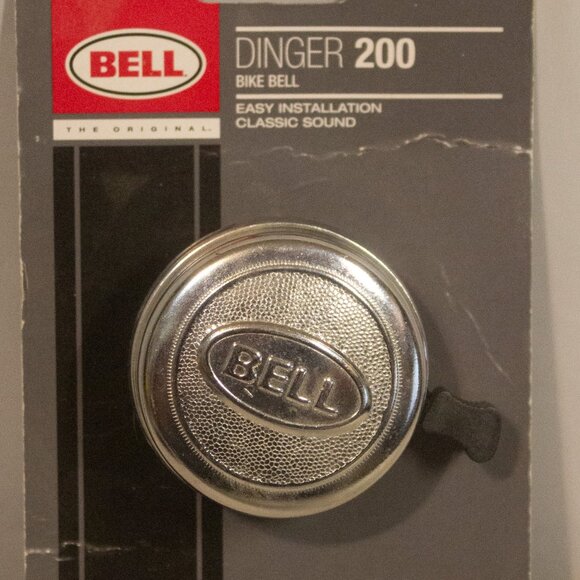 BELL
THE ORIGINAL.
DINGER 200
BIKE BELL
EASY INSTALLATION
CLASSIC SOUND
BELL